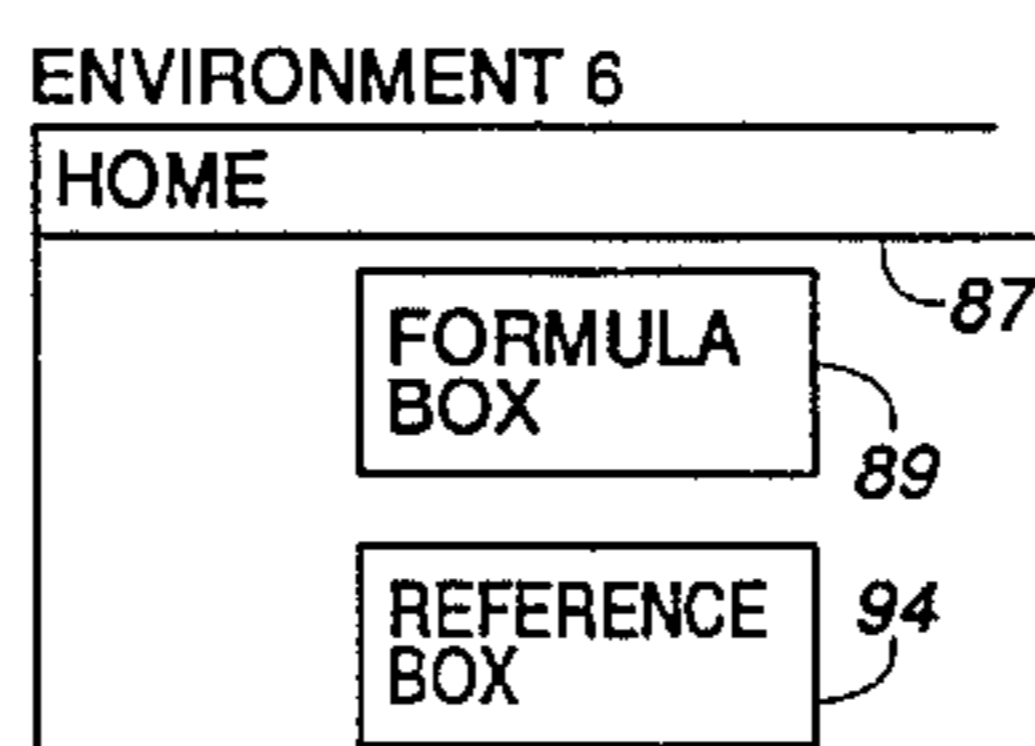 ENVIRONMENT 6
HOME
87
FORMULA
BOX
89
REFERENCE
BOX
94